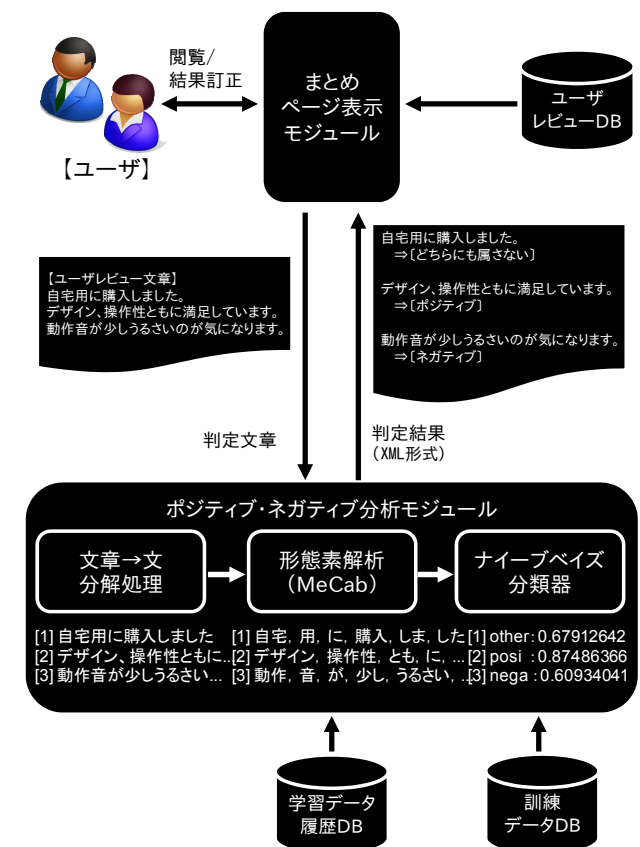 閲覧/
結果訂正
まとめ
ページ表示
モジュール
ユーザ
レビューDB
【ユーザ】
【ユーザレビュー文章】
自宅用に購入しました。
デザイン、操作性ともに満足しています。
動作音が少しうるさいのが気になります。
自宅用に購入しました。
⇒〔どちらにも属さない〕
デザイン、操作性ともに満足しています。
⇒〔ポジティブ〕
動作音が少しうるさいのが気になります。
⇒〔ネガティブ〕
判定文章
判定結果
(XML形式)
ポジティブ・ネガティブ分析モジュール
文章→文
分解処理
形態素解析
(MeCab)
ナイーブベイズ
分類器
[1] 自宅用に購入しました
[2] デザイン、操作性ともに...
[3] 動作音が少しうるさい...
[1] 自宅, 用, に, 購入, しま, した
[2] デザイン, 操作性, とも, に, ...
[3] 動作, 音, が, 少し, うるさい, ...
[1] other：0.67912642
[2] posi ：0.87486366
[3] nega ：0.60934041
学習データ
履歴DB
訓練
データDB